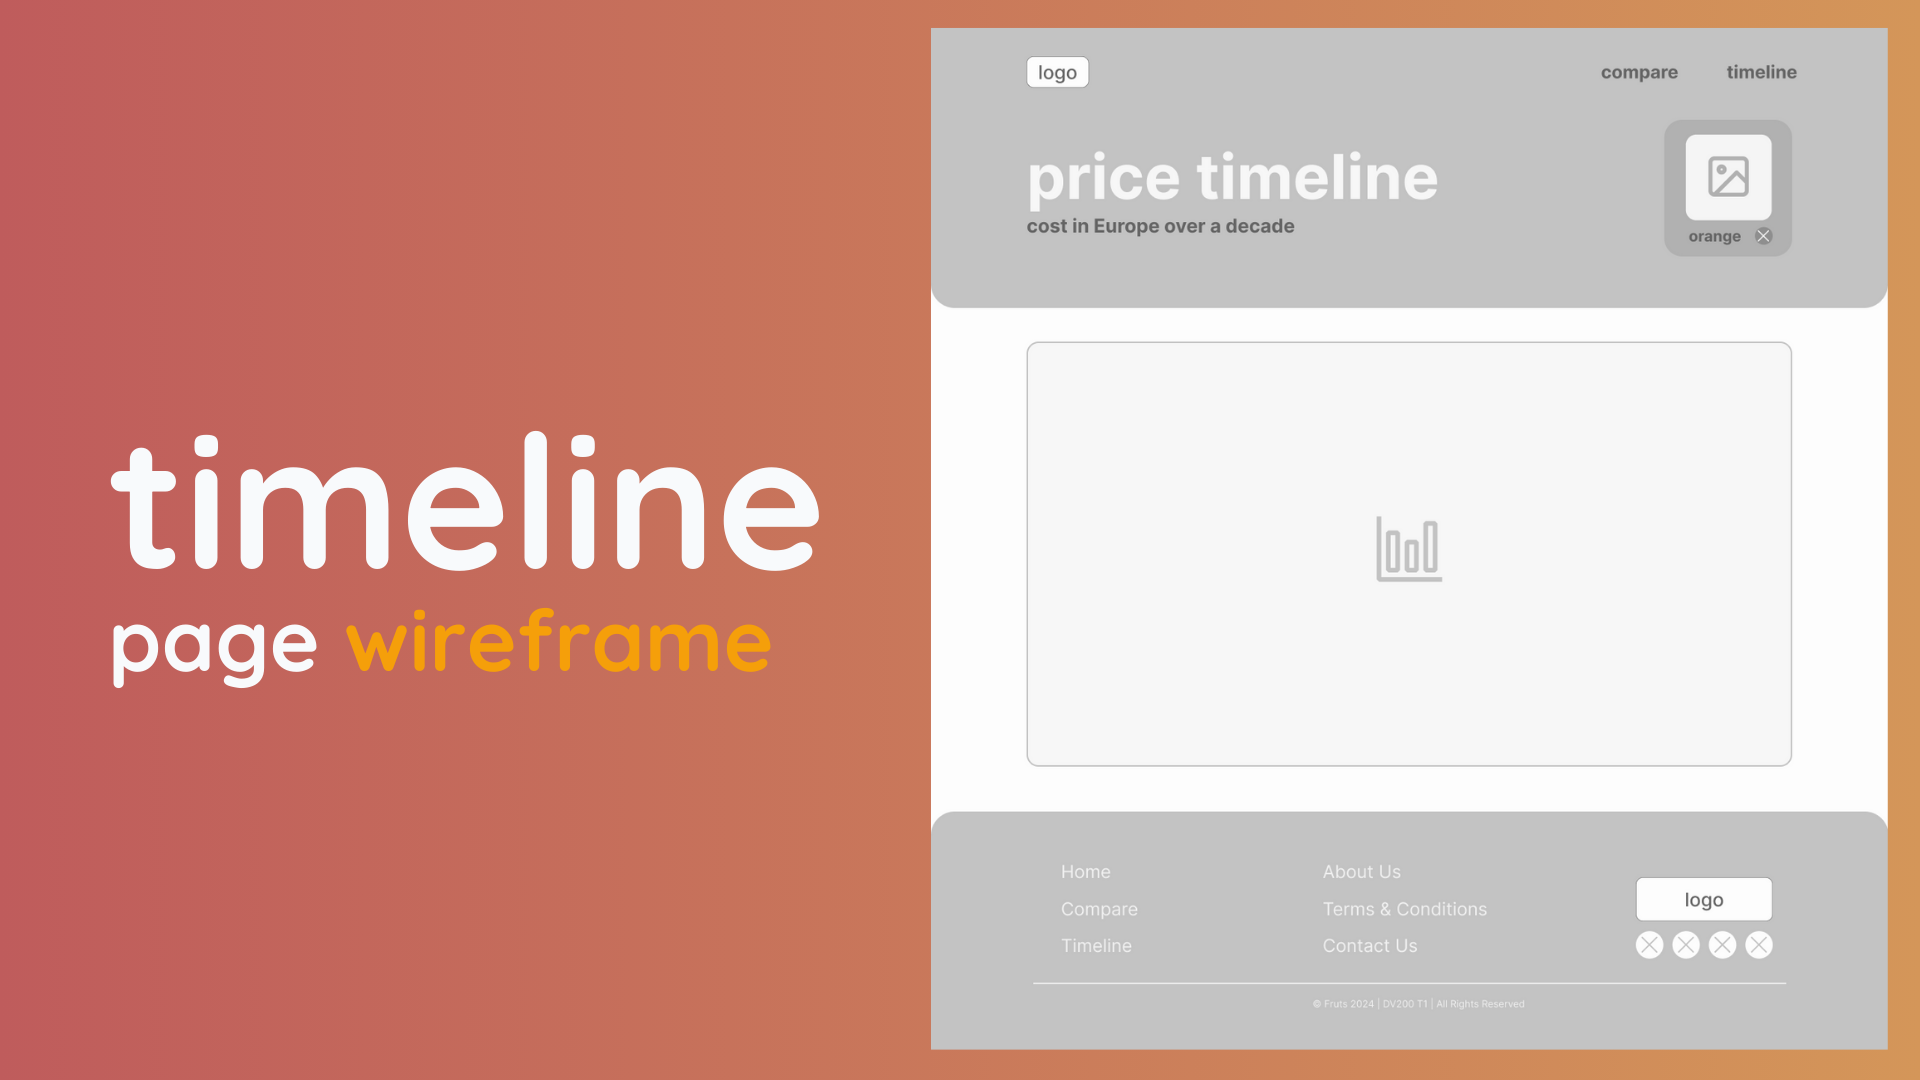 timeline
page wireframe
logo
compare timeline
price timeline
cost in Europe over a decade
orange
Home
Compare
Timeline
About Us
Terms & Conditions
Contact Us
logo
© Fruts 2024 | DV200 T1 | All Rights Reserved